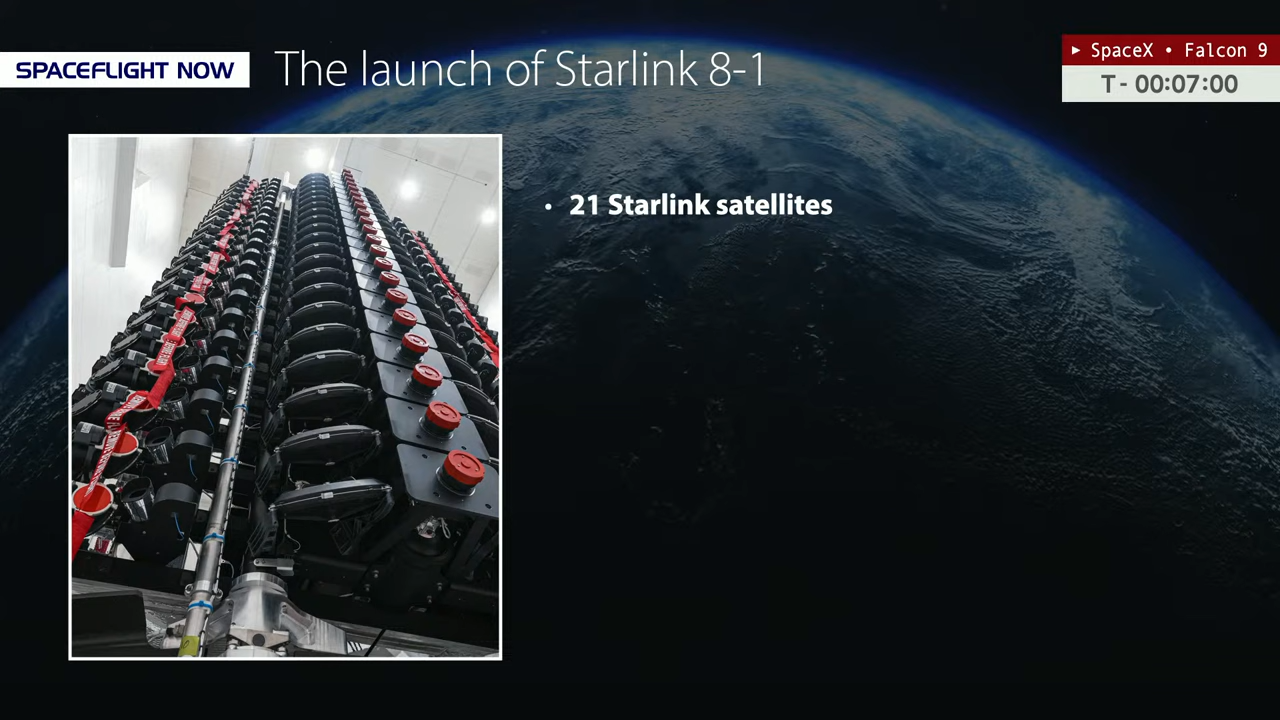 SPACEFLIGHT NOW
The launch of Starlink 8-1
▶ SpaceX • Falcon 9
T - 00:07:00
• 21 Starlink satellites